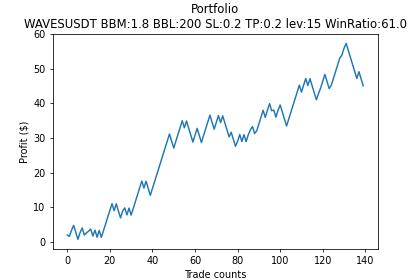 Portfolio
WAVESUSDT BBM:1.8 BBL:200 SL:0.2 TP:0.2 lev:15 WinRatio:61.0
60
50
40
30
20
10
0
Profit ($)
0 20 40 60 80 100 120 140
Trade counts